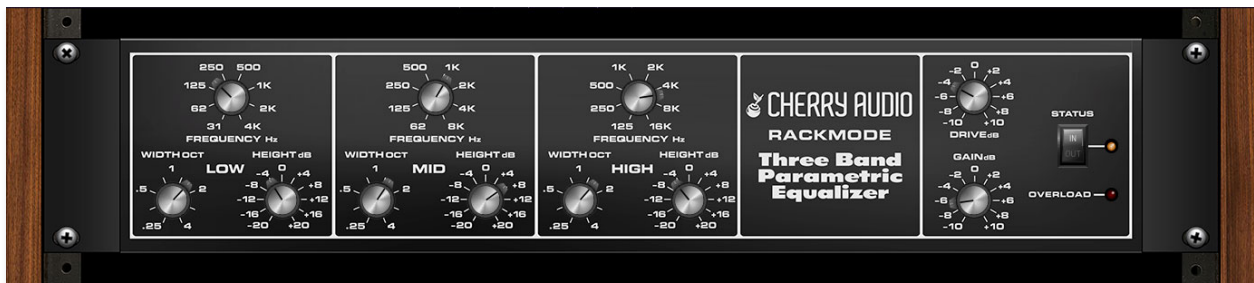 250 500
125 1K
62 2K
31 4K
FREQUENCY Hz
WIDTH OCT HEIGHT dB
LOW
1
.5 2
.25 4
-4 0 +4
-8 +8
-12 +12
-16 +16
-20 +20
500 1K
250 2K
125 4K
62 8K
FREQUENCY Hz
WIDTH OCT HEIGHT dB
MID
1
.5 2
.25 4
-4 0 +4
-8 +8
-12 +12
-16 +16
-20 +20
1K 2K
500 4K
250 8K
125 16K
FREQUENCY Hz
WIDTH OCT HEIGHT dB
HIGH
1
.5 2
.25 4
-4 0 +4
-8 +8
-12 +12
-16 +16
-20 +20
CHERRY AUDIO
RACKMODE
Three Band
Parametric
Equalizer
-2 0 +2
-4 +4
-6 +6
-8 +8
-10 +10
DRIVE dB
GAIN dB
-2 0 +2
-4 +4
-6 +6
-8 +8
-10 +10
STATUS
IN
OUT
OVERLOAD